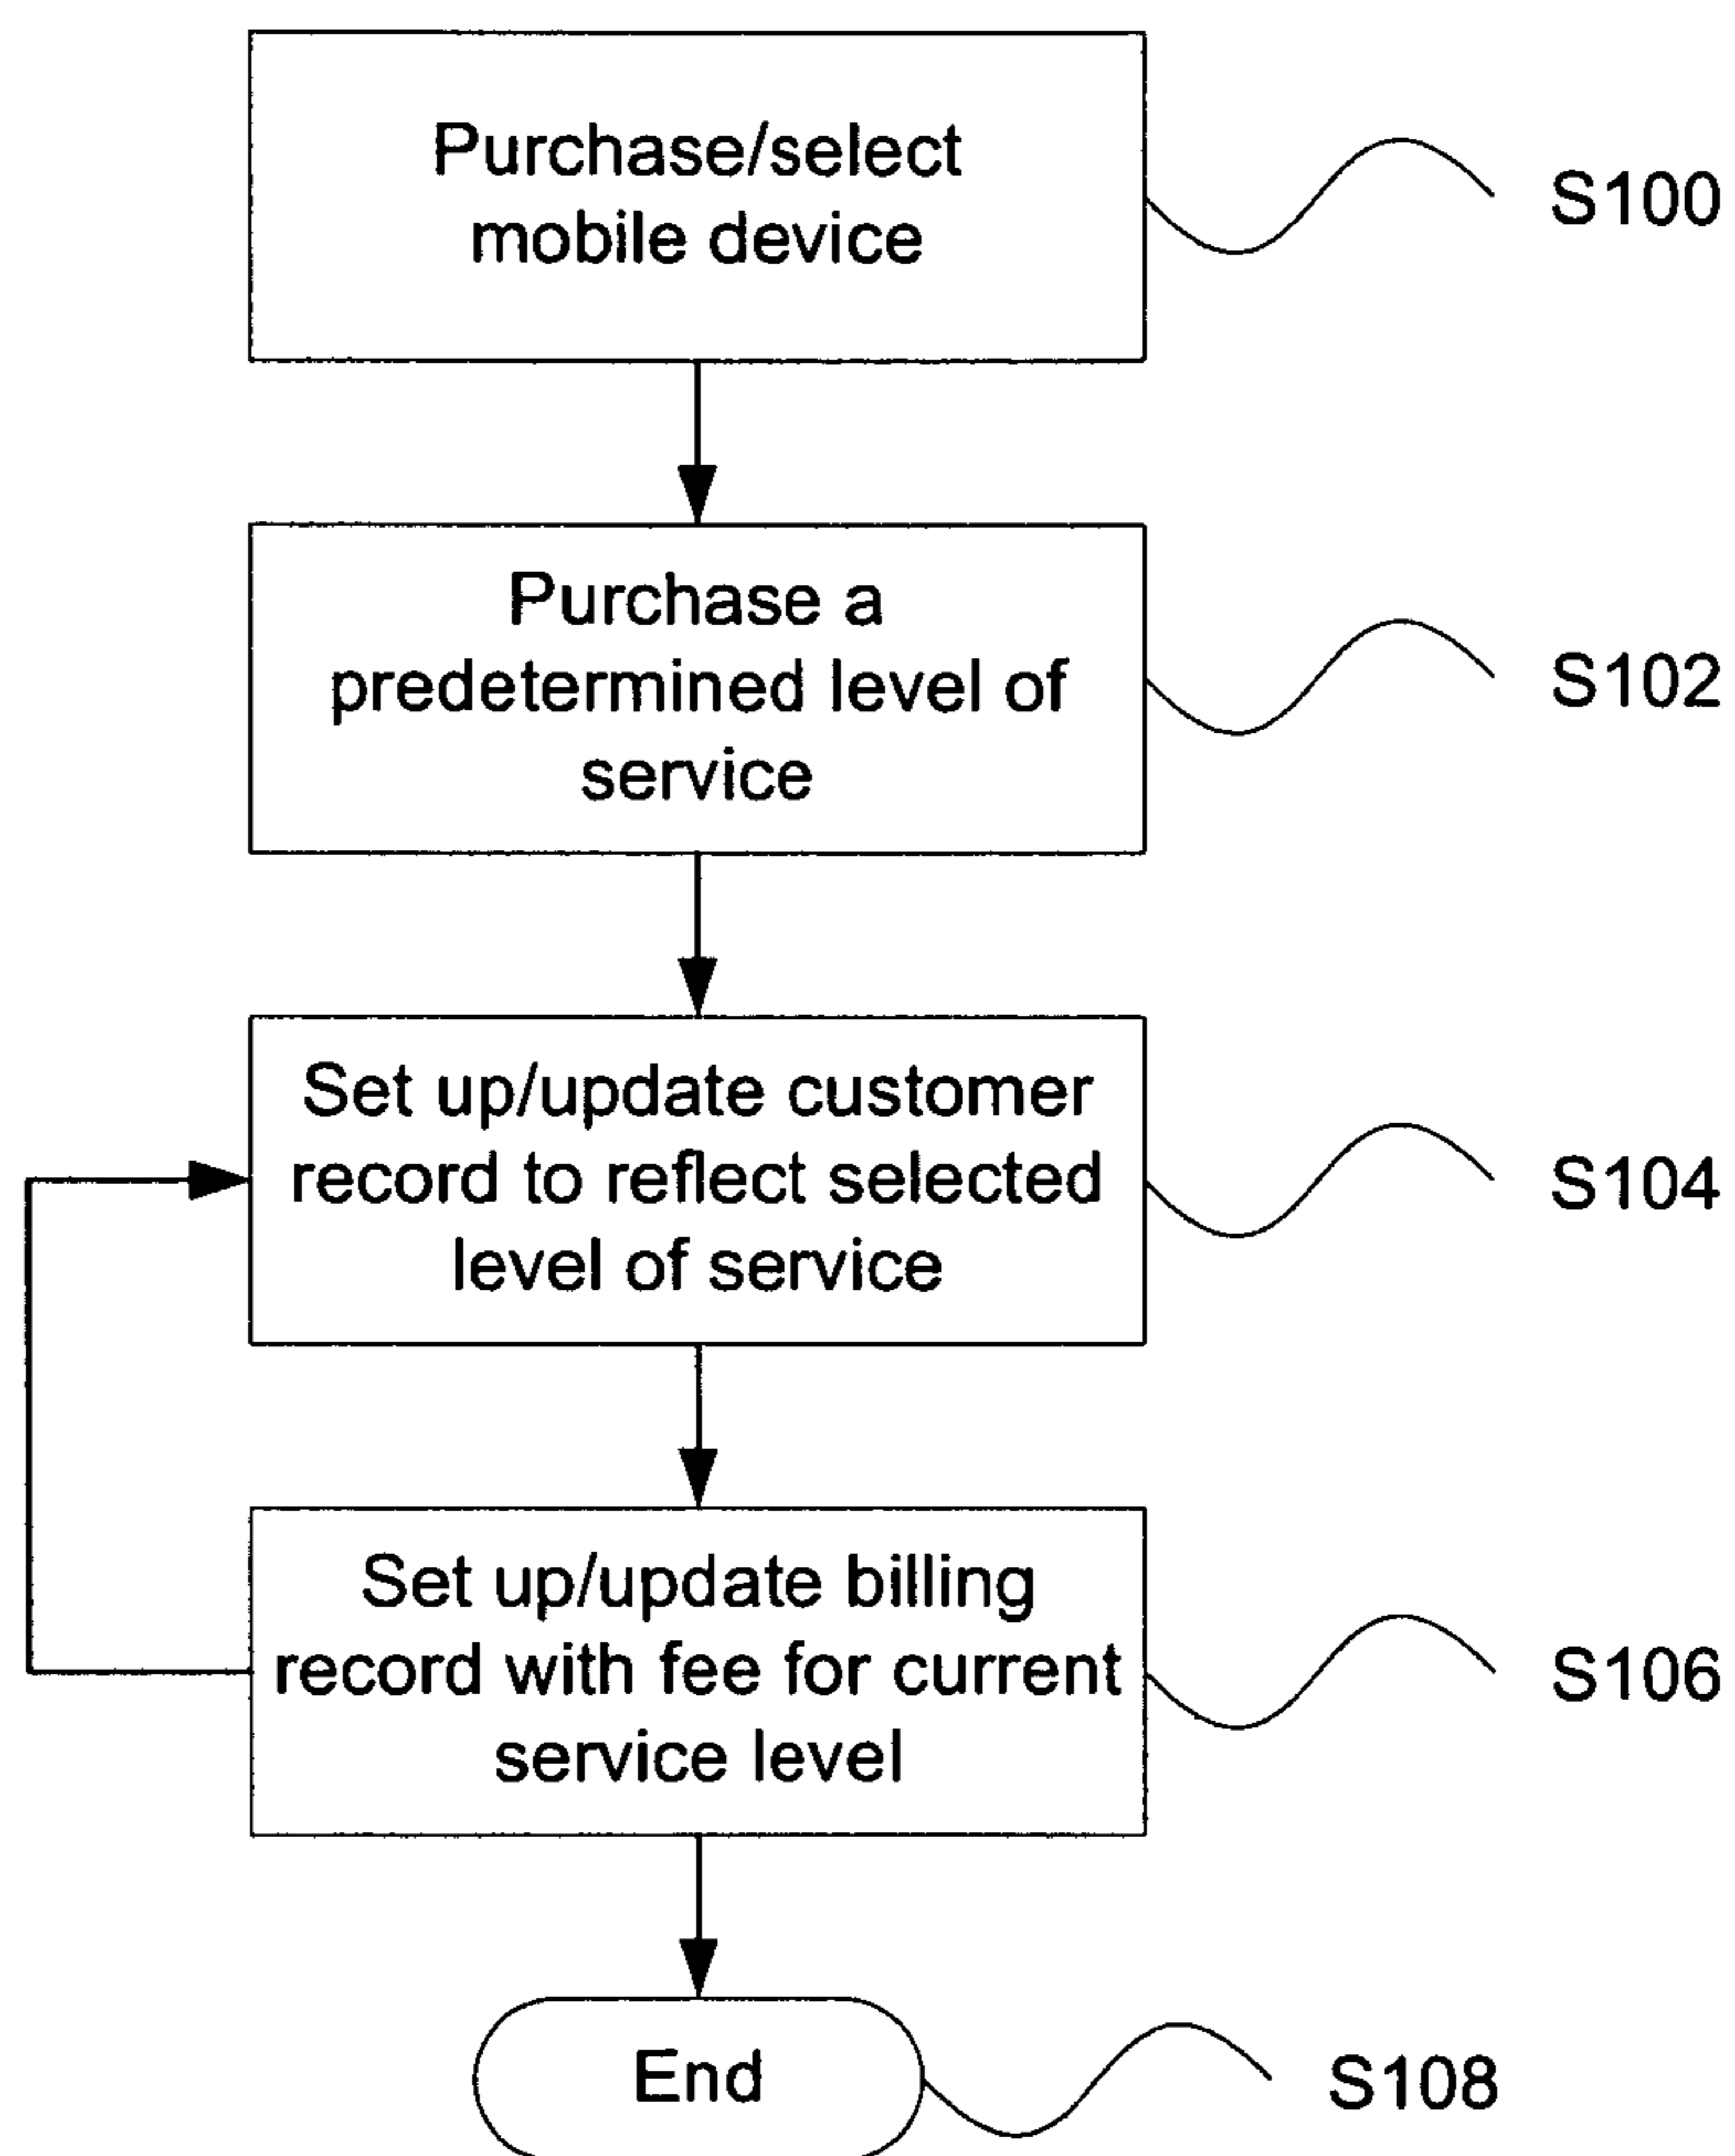 Purchase/select
mobile device
S100
Purchase a
predetermined level of
service
S102
Set up/update customer
record to reflect selected
level of service
S104
Set up/update billing
record with fee for current
service level
S106
End
S108